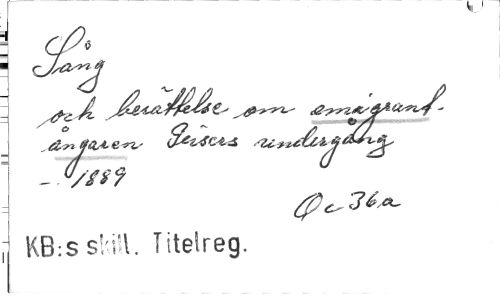 Sång
och berättelse om emigrant-
ångaren Geisers undergång
-. 1889
Oc 36a
KB:s skill. Titelreg.